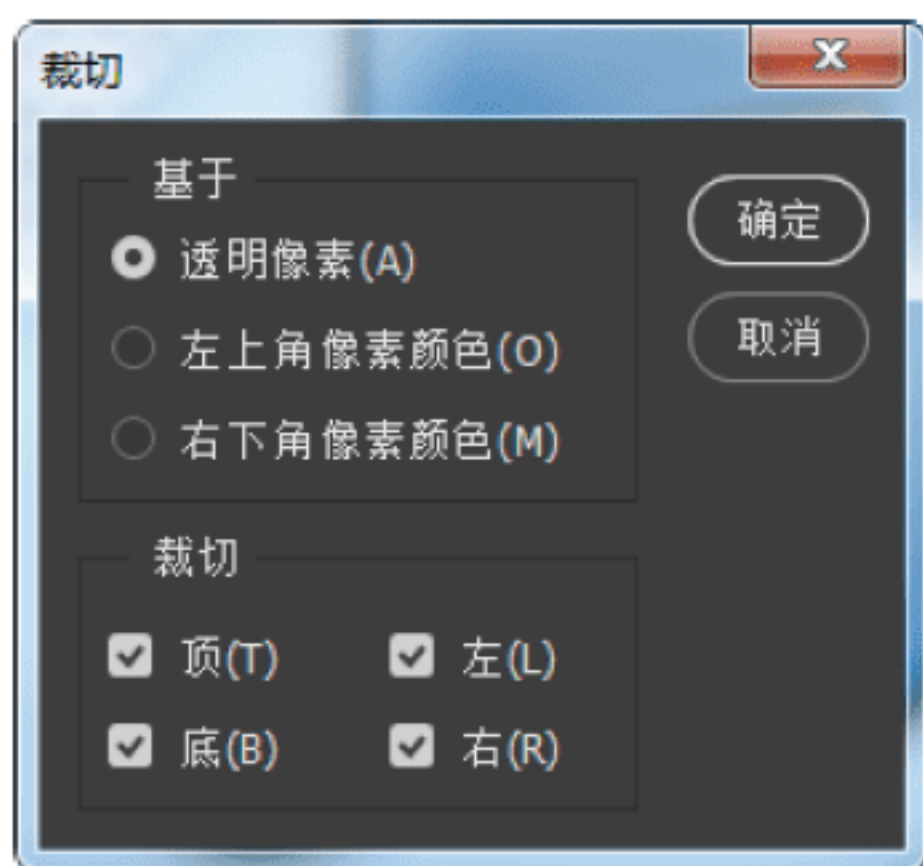 裁切
基于
透明像素(A)
左上角像素颜色(O)
右下角像素颜色(M)
确定
取消
裁切
顶(T) 左(L)
底(B) 右(R)